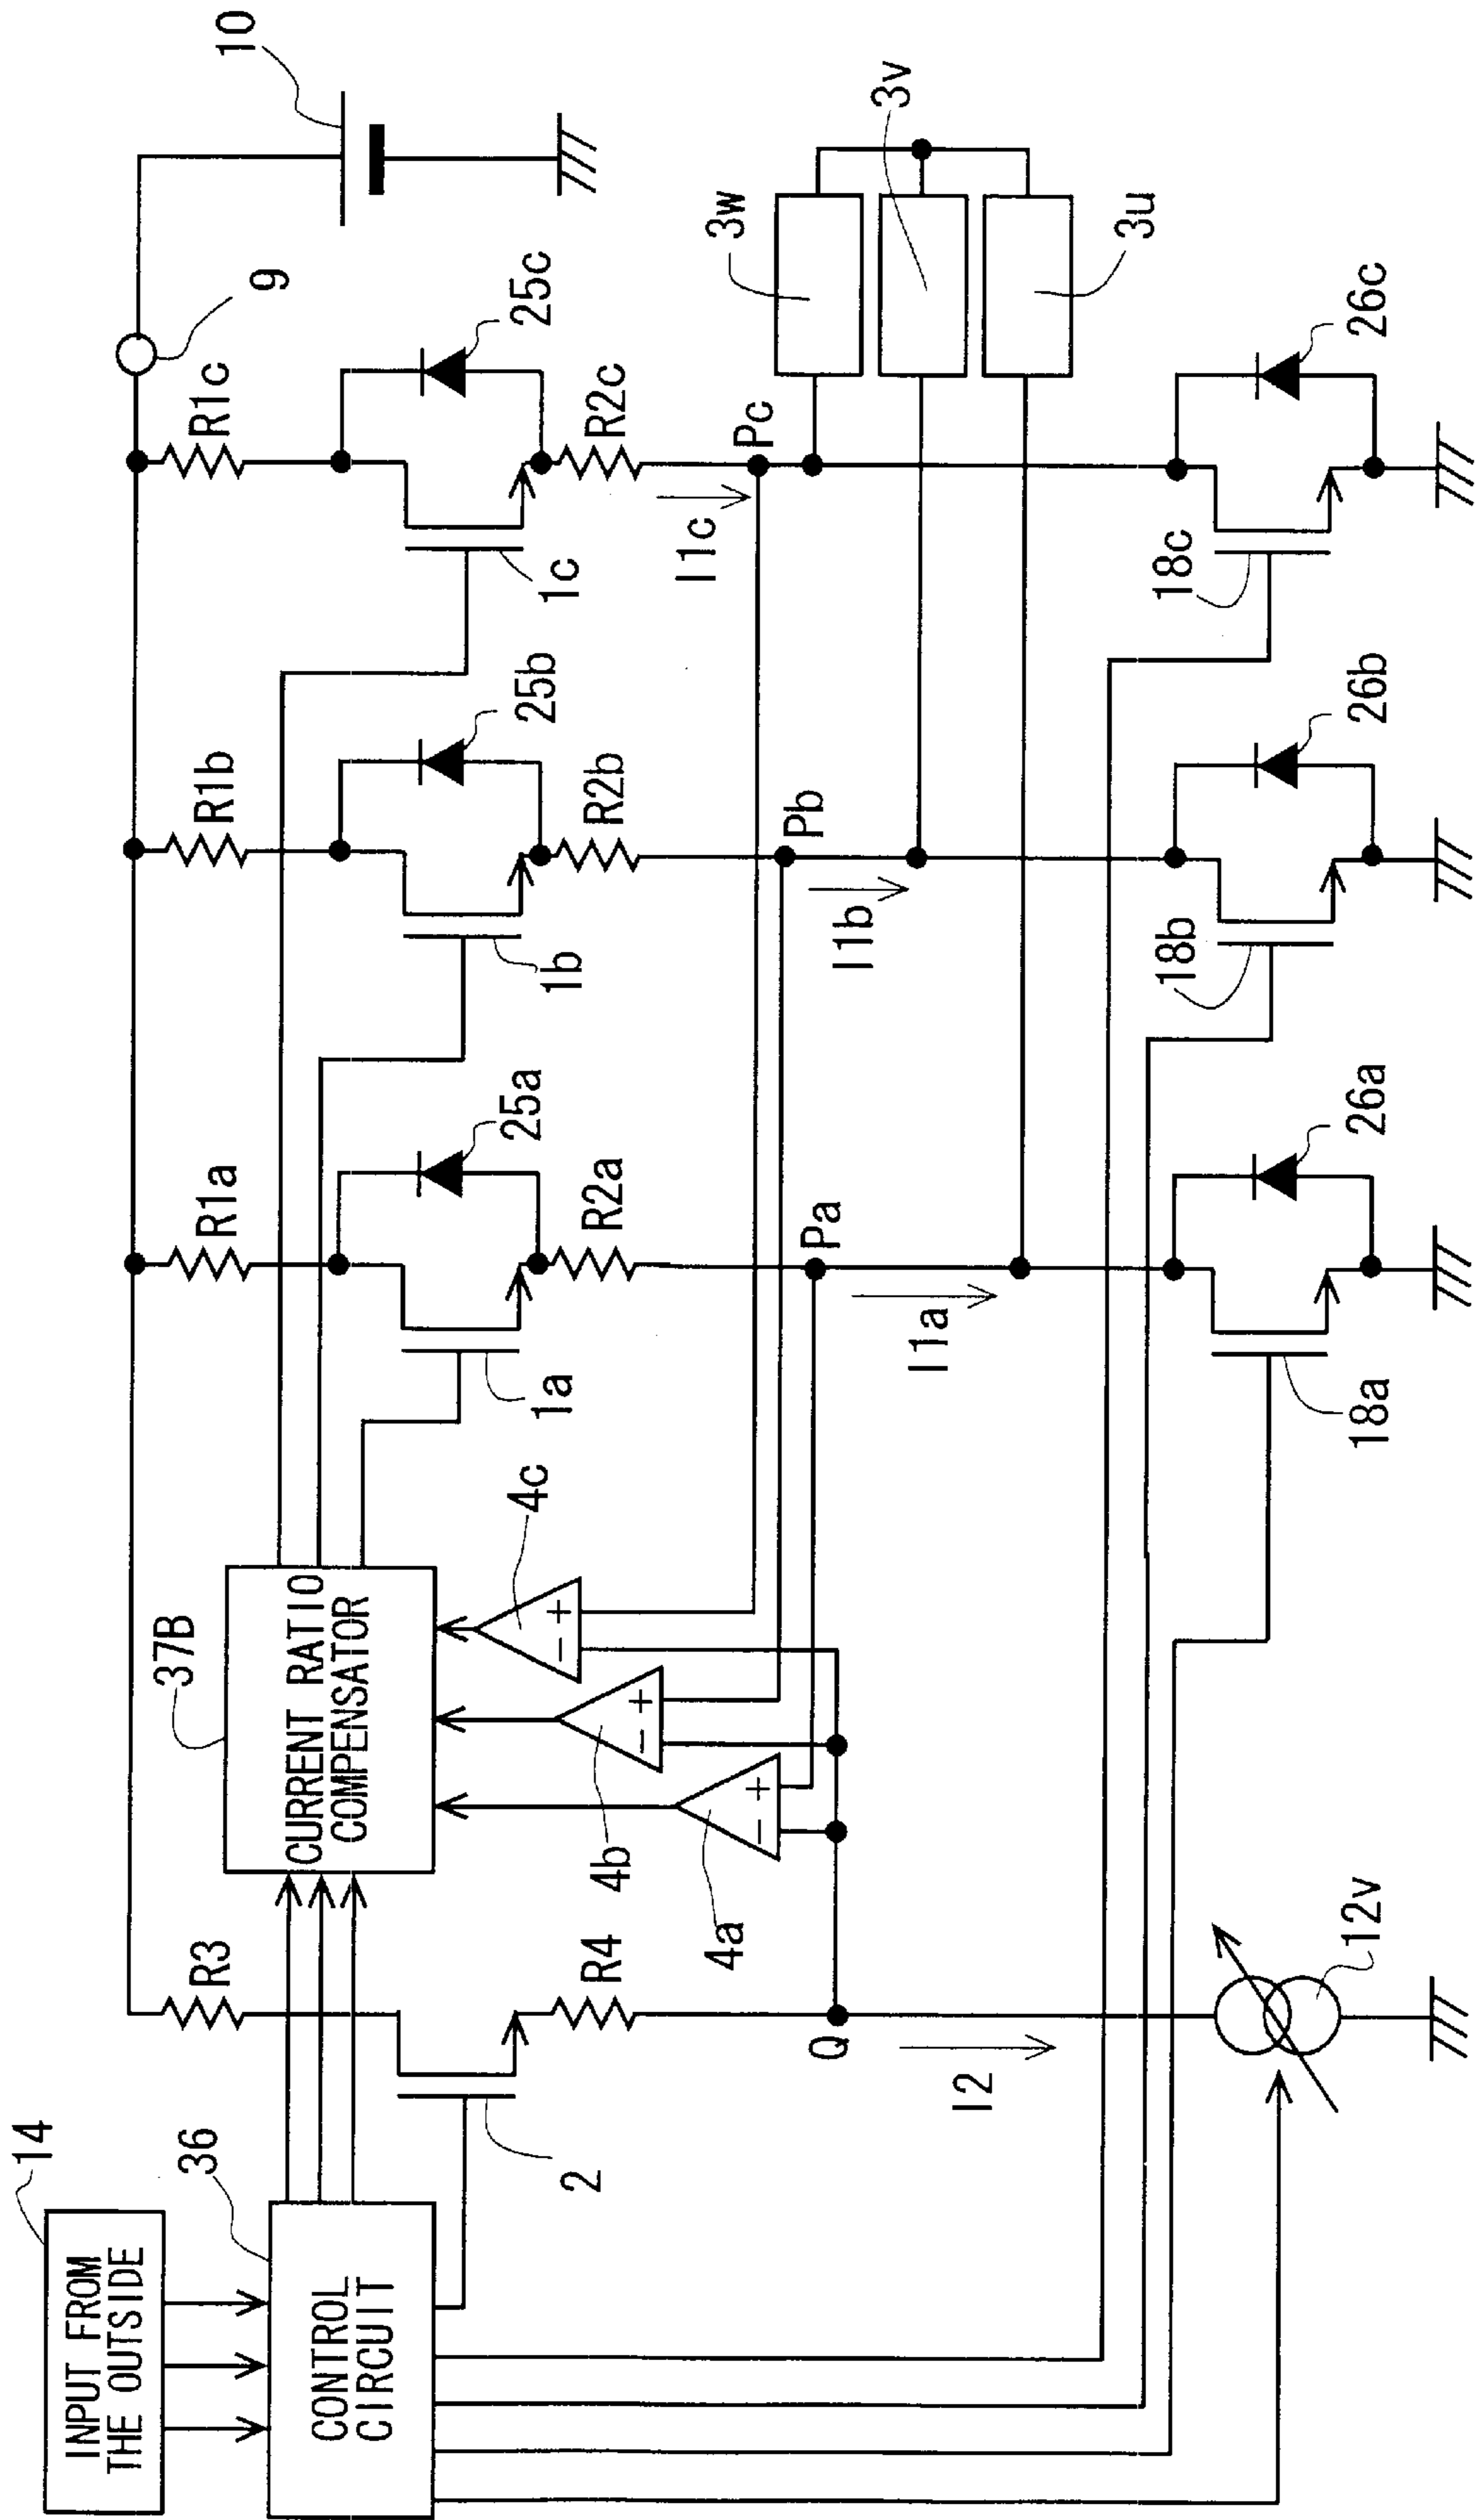 14
INPUT FROM
THE OUTSIDE
36
CONTROL
CIRCUIT
2
R3
R4
Q
I2
12v
37B
CURRENT RATIO
COMPENSATOR
4a
4b
4c
- +
- +
- +
R1a
25a
1a
R2a
Pa
I1a
18a
26a
R1b
25b
1b
R2b
Pb
I1b
18b
26b
R1c
25c
1c
R2c
Pc
I1c
18c
26c
9
10
3w
3v
3u